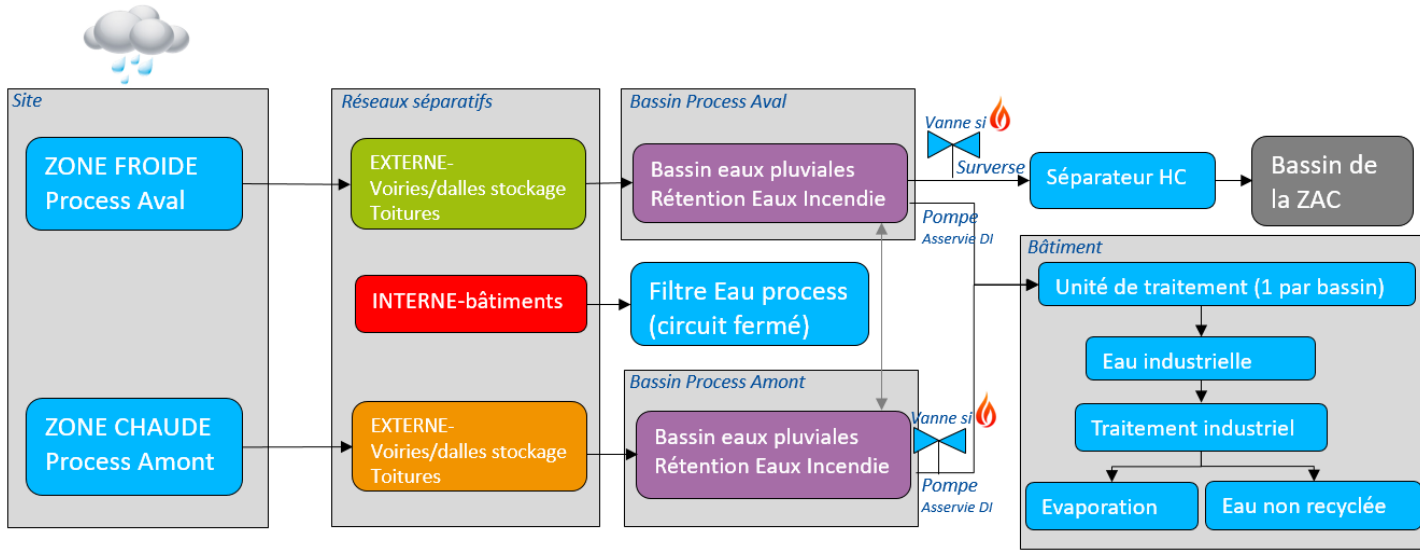 Site
ZONE FROIDE
Process Aval
ZONE CHAUDE
Process Amont
Réseaux séparatifs
EXTERNE-
Voiries/dalles stockage
Toitures
INTERNE-bâtiments
EXTERNE-
Voiries/dalles stockage
Toitures
Bassin Process Aval
Bassin eaux pluviales
Rétention Eaux Incendie
Filtre Eau process
(circuit fermé)
Bassin Process Amont
Bassin eaux pluviales
Rétention Eaux Incendie
Vanne si
Surverse
Pompe
Asservie DI
Vanne si
Pompe
Asservie DI
Séparateur HC
Bassin de
la ZAC
Bâtiment
Unité de traitement (1 par bassin)
Eau industrielle
Traitement industriel
Evaporation
Eau non recyclée